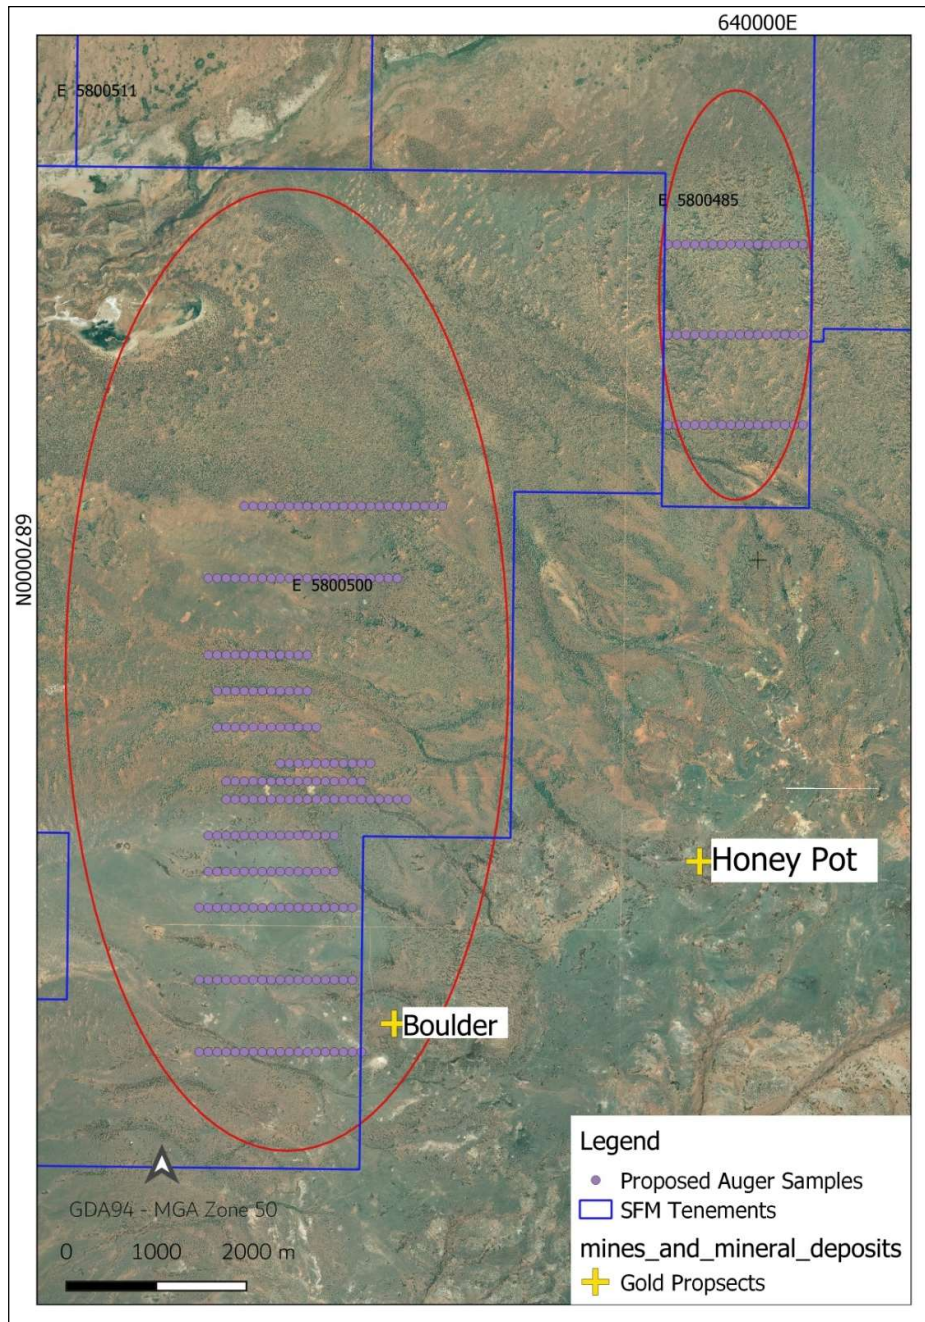 640000E
E 5800511
E 5800485
6870000N
E 5800500
Honey Pot
Boulder
Legend
Proposed Auger Samples
SFM Tenements
mines_and_mineral_deposits
Gold Propsects
GDA94 - MGA Zone 50
0 1000 2000 m